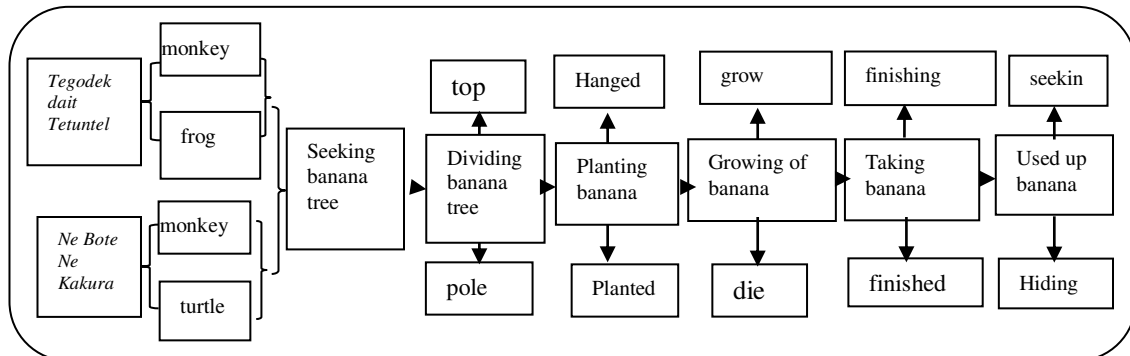 Tegodek
dait
Tetuntel
monkey
frog
Ne Bote
Ne
Kakura
monkey
turtle
Seeking
banana
tree
top
Dividing
banana
tree
pole
Hanged
Planting
banana
Planted
grow
Growing of
banana
die
finishing
Taking
banana
finished
seekin
Used up
banana
Hiding